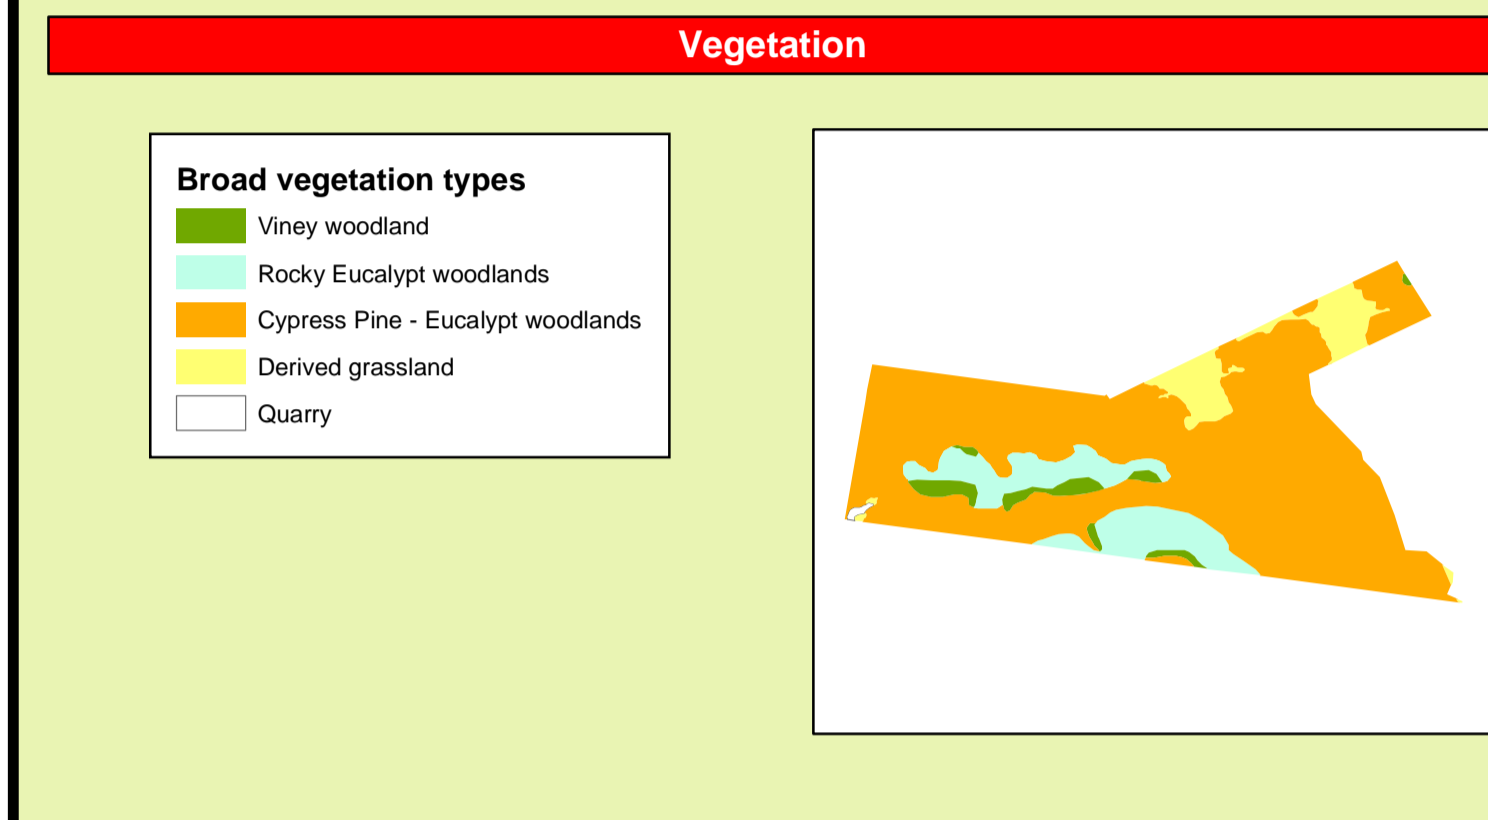 Vegetation
Broad vegetation types
Viney woodland
Rocky Eucalypt woodlands
Cypress Pine - Eucalypt woodlands
Derived grassland
Quarry